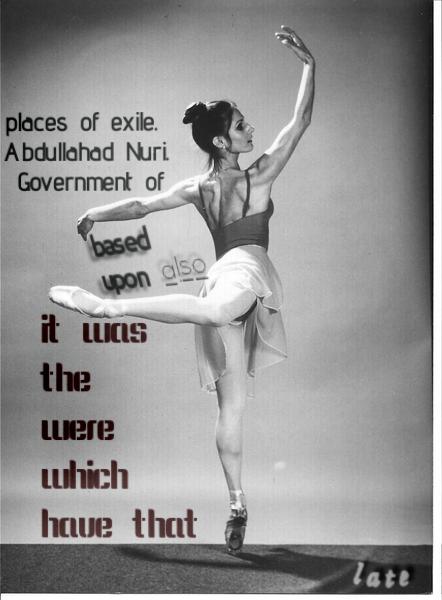 places of exile.
Abdullahad Nuri.
Government of
based
upon
also
it was
the
were
which
have that
late